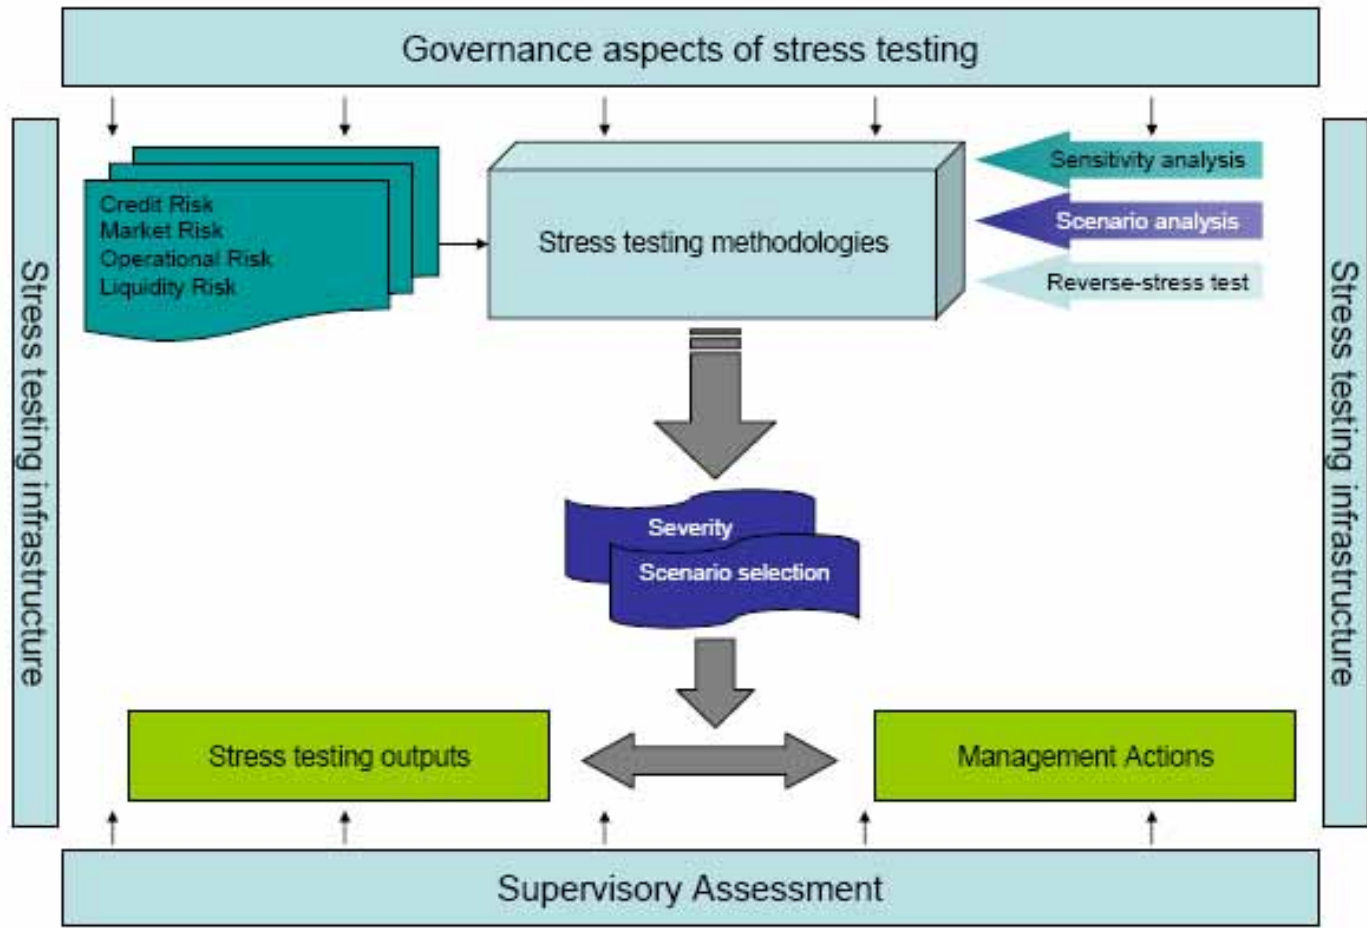 Governance aspects of stress testing
Stress testing infrastructure
Credit Risk
Market Risk
Operational Risk
Liquidity Risk
Stress testing methodologies
Sensitivity analysis
Scenario analysis
Reverse-stress test
Stress testing infrastructure
Severity
Scenario selection
Stress testing outputs
Management Actions
Supervisory Assessment